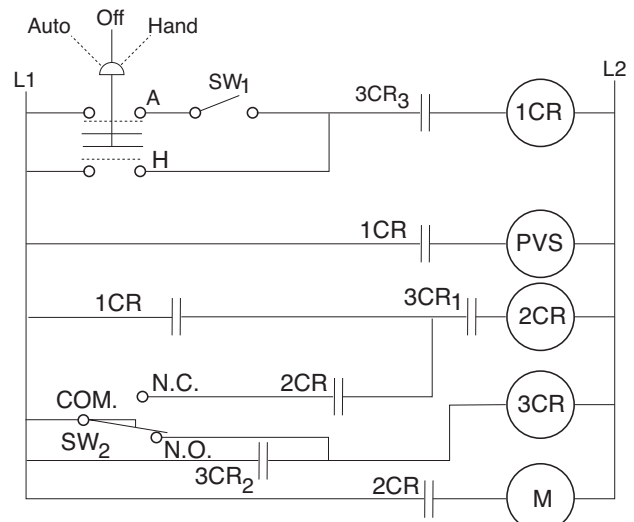 Off
Auto Hand
L1 L2
A SW1 3CR3 1CR
H
1CR PVS
1CR 3CR1 2CR
N.C. 2CR 3CR
COM.
SW2 N.O.
3CR2 2CR M